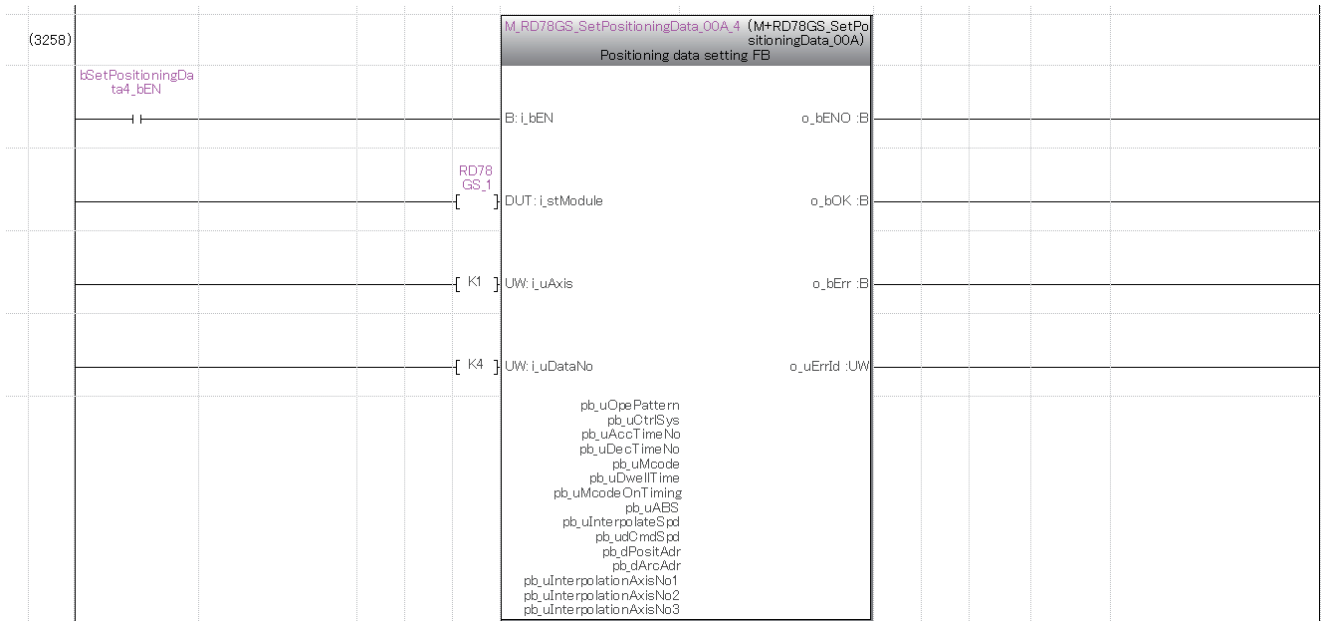 M_RD78GS_SetPositioningData_00A_4 (M+RD78GS_SetPo
sitioningData_00A)
(3258)
Positioning data setting FB
bSetPositioningDa
ta4_bEN
B: i_bEN o_bENO :B
RD78
GS_1
DUT: i_stModule o_bOK :B
K1 UW: i_uAxis o_bErr :B
K4 UW: i_uDataNo o_uErrId :UW
pb_uOpePattern
pb_uCtrlSys
pb_uAccTimeNo
pb_uDecTimeNo
pb_uMcode
pb_uDwellTime
pb_uMcodeOnTiming
pb_uABS
pb_uInterpolateSpd
pb_udCmdSpd
pb_dPositAdr
pb_dArcAdr
pb_uInterpolationAxisNo1
pb_uInterpolationAxisNo2
pb_uInterpolationAxisNo3